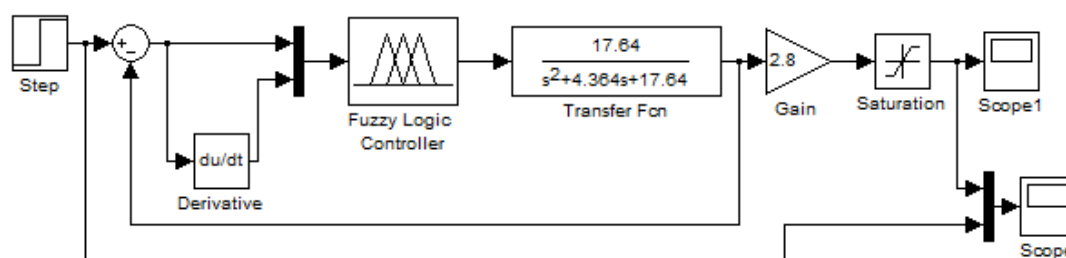 Step
+
-
du/dt
Derivative
Fuzzy Logic
Controller
17.64
s2+4.364s+17.64
Transfer Fcn
2.8
Gain
Saturation
Scope1
Scope